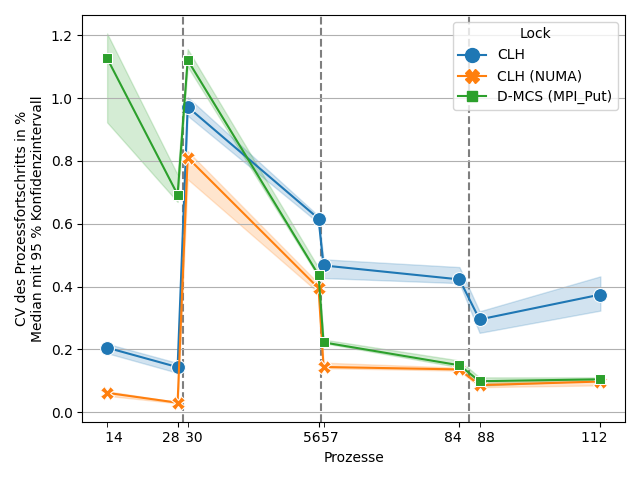 Lock
CLH
CLH (NUMA)
D-MCS (MPI_Put)
CV des Prozessfortschritts in %
Median mit 95 % Konfidenzintervall
1.2
1.0
0.8
0.6
0.4
0.2
0.0
14 28 30 56 57 84 88 112
Prozesse